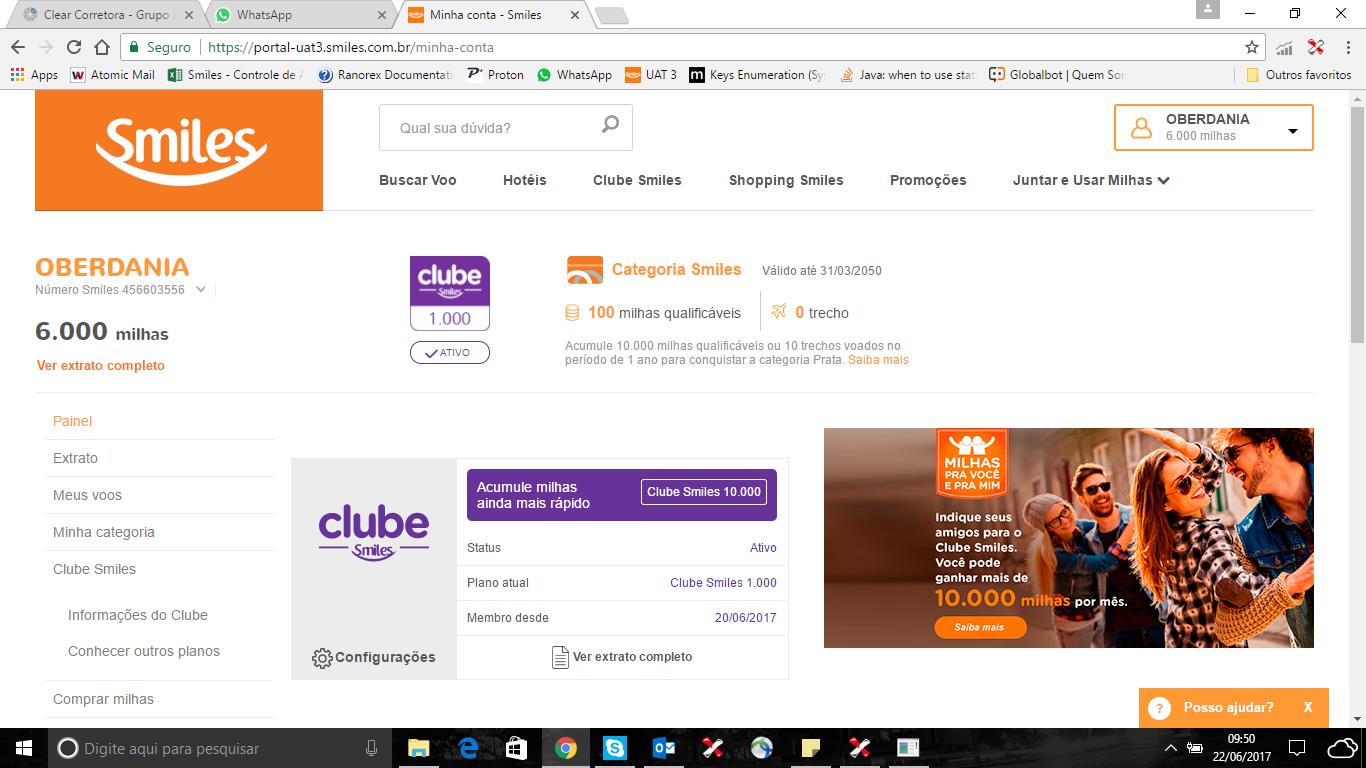 Clear Corretora - Grupo
WhatsApp
Minha conta - Smiles
Seguro
https://portal-uat3.smiles.com.br/minha-conta
Apps
Atomic Mail
Smiles - Controle de
Ranorex Documentati
Proton
WhatsApp
UAT 3
Keys Enumeration (Sy
Java: when to use stat
Globalbot | Quem So
Outros favoritos
Smiles
Qual sua dúvida?
OBERDANIA
6.000 milhas
Buscar Voo
Hotéis
Clube Smiles
Shopping Smiles
Promoções
Juntar e Usar Milhas
OBERDANIA
Número Smiles 456603556
6.000 milhas
Ver extrato completo
clube
Smiles
1.000
ATIVO
Categoria Smiles
Válido até 31/03/2050
100 milhas qualificáveis
0 trecho
Acumule 10.000 milhas qualificáveis ou 10 trechos voados no
período de 1 ano para conquistar a categoria Prata. Saiba mais
Painel
Extrato
Meus voos
Minha categoria
Clube Smiles
Informações do Clube
Conhecer outros planos
Comprar milhas
clube
Smiles
Configurações
Acumule milhas
ainda mais rápido
Clube Smiles 10.000
Status
Ativo
Plano atual
Clube Smiles 1.000
Membro desde
20/06/2017
Ver extrato completo
MILHAS
PRA VOCÊ
E PRA MIM
Indique seus
amigos para o
Clube Smiles.
Você pode
ganhar mais de
10.000 milhas por mês.
Saiba mais
? Posso ajudar? X
Digite aqui para pesquisar
09:50
22/06/2017